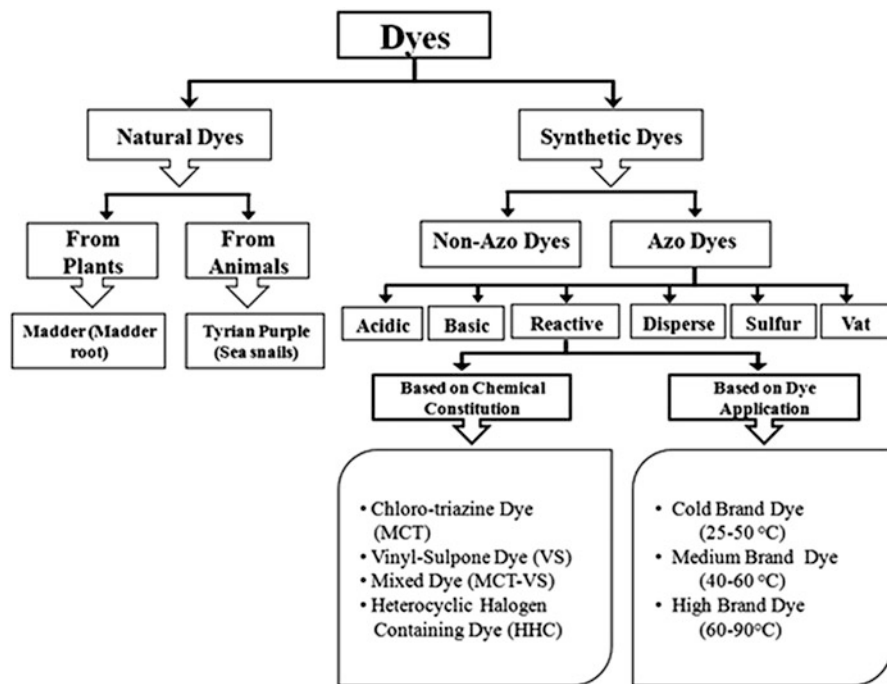 Dyes
Natural Dyes
Synthetic Dyes
From
Plants
From
Animals
Non-Azo Dyes
Azo Dyes
Madder (Madder
root)
Tyrian Purple
(Sea snails)
Acidic
Basic
Reactive
Disperse
Sulfur
Vat
Based on Chemical
Constitution
Based on Dye
Application
• Chloro-triazine Dye
(MCT)
• Vinyl-Sulpone Dye (VS)
• Mixed Dye (MCT-VS)
• Heterocyclic Halogen
Containing Dye (HHC)
• Cold Brand Dye
(25-50 °C)
• Medium Brand Dye
(40-60 °C)
• High Brand Dye
(60-90°C)